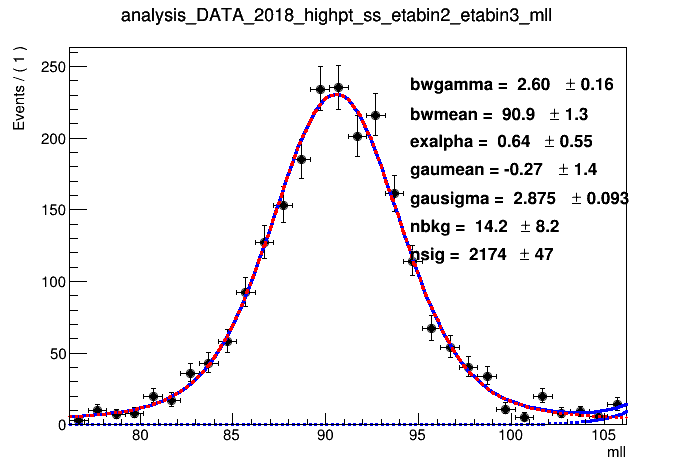 analysis_DATA_2018_highpt_ss_etabin2_etabin3_mll
Events / ( 1 )
250
200
150
100
50
0
bwgamma = 2.60 ± 0.16
bwmean = 90.9 ± 1.3
exalpha = 0.64 ± 0.55
gaumean = -0.27 ± 1.4
gausigma = 2.875 ± 0.093
nbkg = 14.2 ± 8.2
nsig = 2174 ± 47
80 85 90 95 100 105
mll